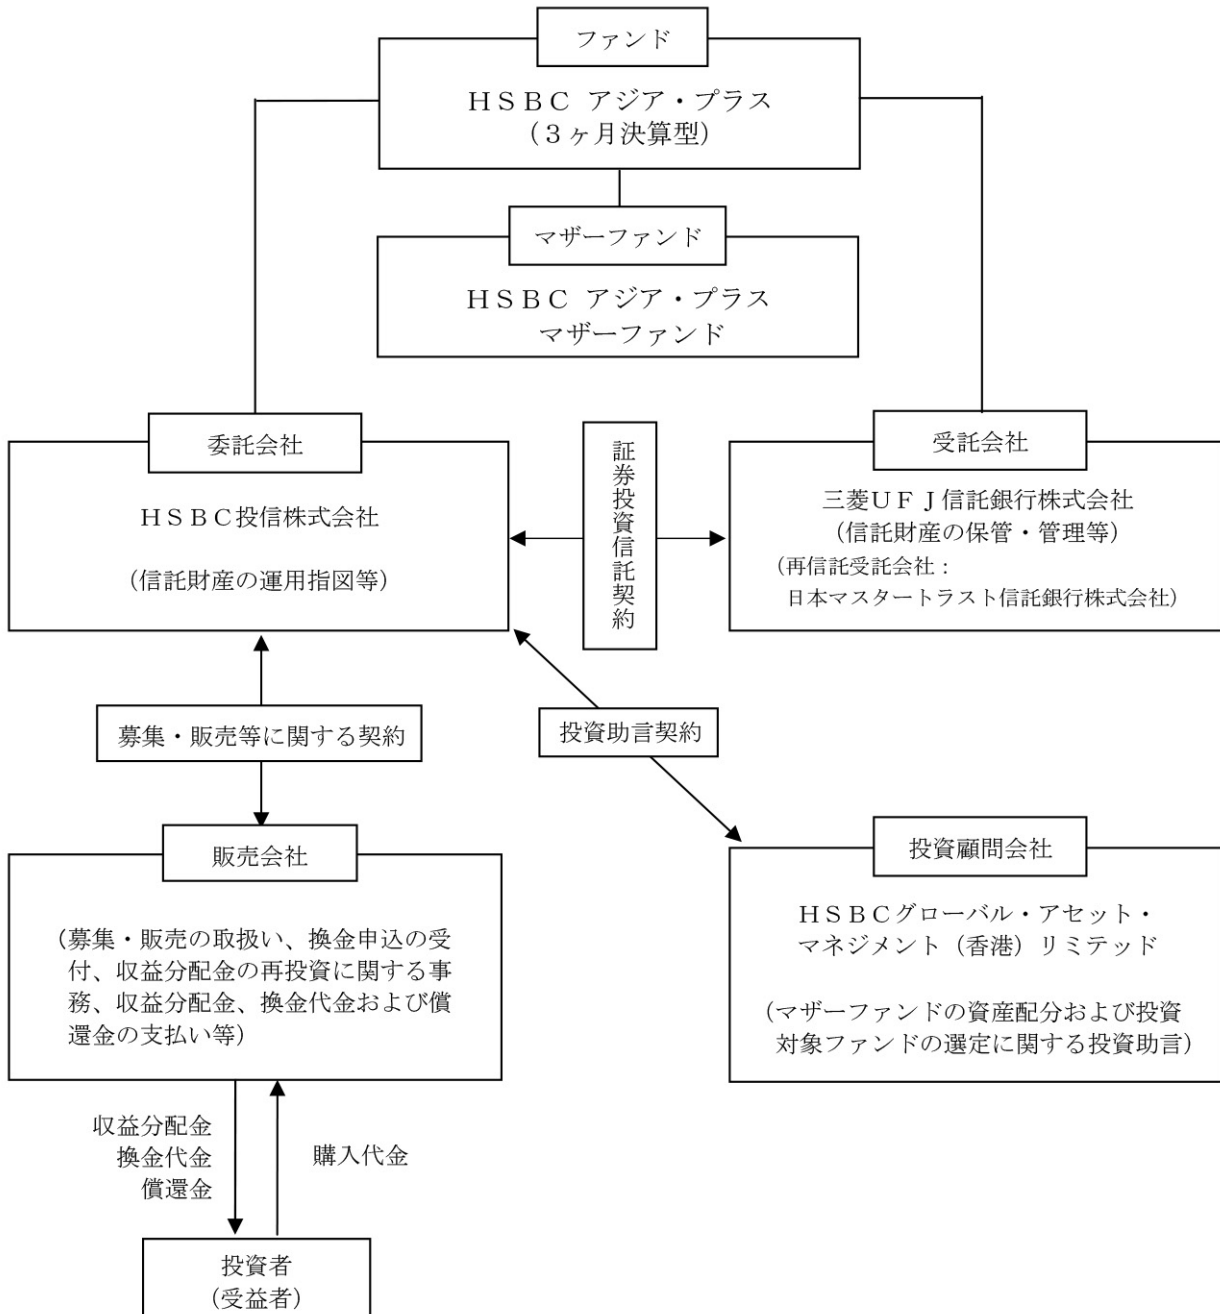 ファンド
HSBC アジア・プラス
(3ヶ月決算型)
マザーファンド
HSBC アジア・プラス
マザーファンド
委託会社
HSBC投信株式会社
(信託財産の運用指図等)
証券投資信託契約
受託会社
三菱UFJ信託銀行株式会社
(信託財産の保管・管理等)
(再信託受託会社:
日本マスタートラスト信託銀行株式会社)
募集・販売等に関する契約
投資助言契約
販売会社
(募集・販売の取扱い、換金申込の受
付、収益分配金の再投資に関する事
務、収益分配金、換金代金および償
還金の支払い等)
投資顧問会社
HSBCグローバル・アセット・
マネジメント(香港)リミテッド
(マザーファンドの資産配分および投資
対象ファンドの選定に関する投資助言)
収益分配金
換金代金
償還金
購入代金
投資者
(受益者)